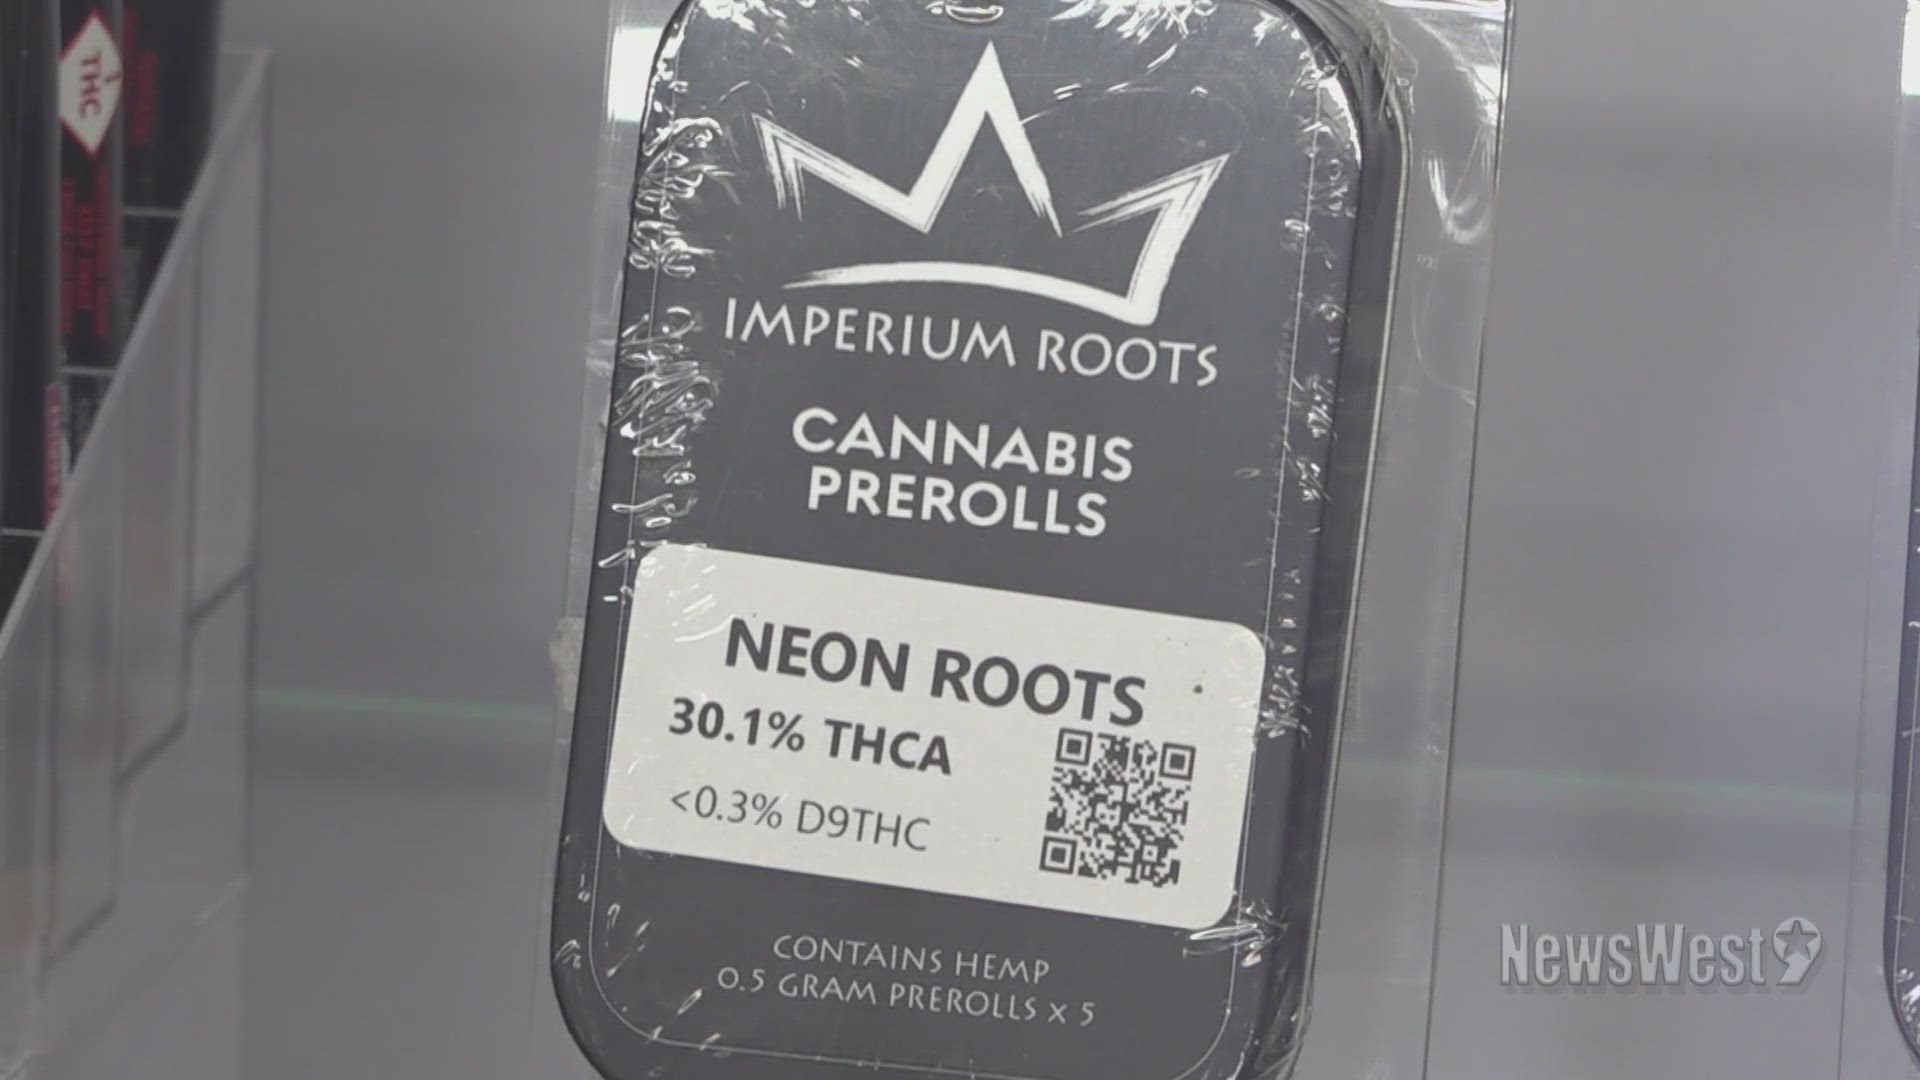 THC
IMPERIUM ROOTS
CANNABIS
PREROLLS
NEON ROOTS
30.1% THCA
<0.3% D9THC
CONTAINS HEMP
0.5 GRAM PREROLLS x 5
NEWSWEST9